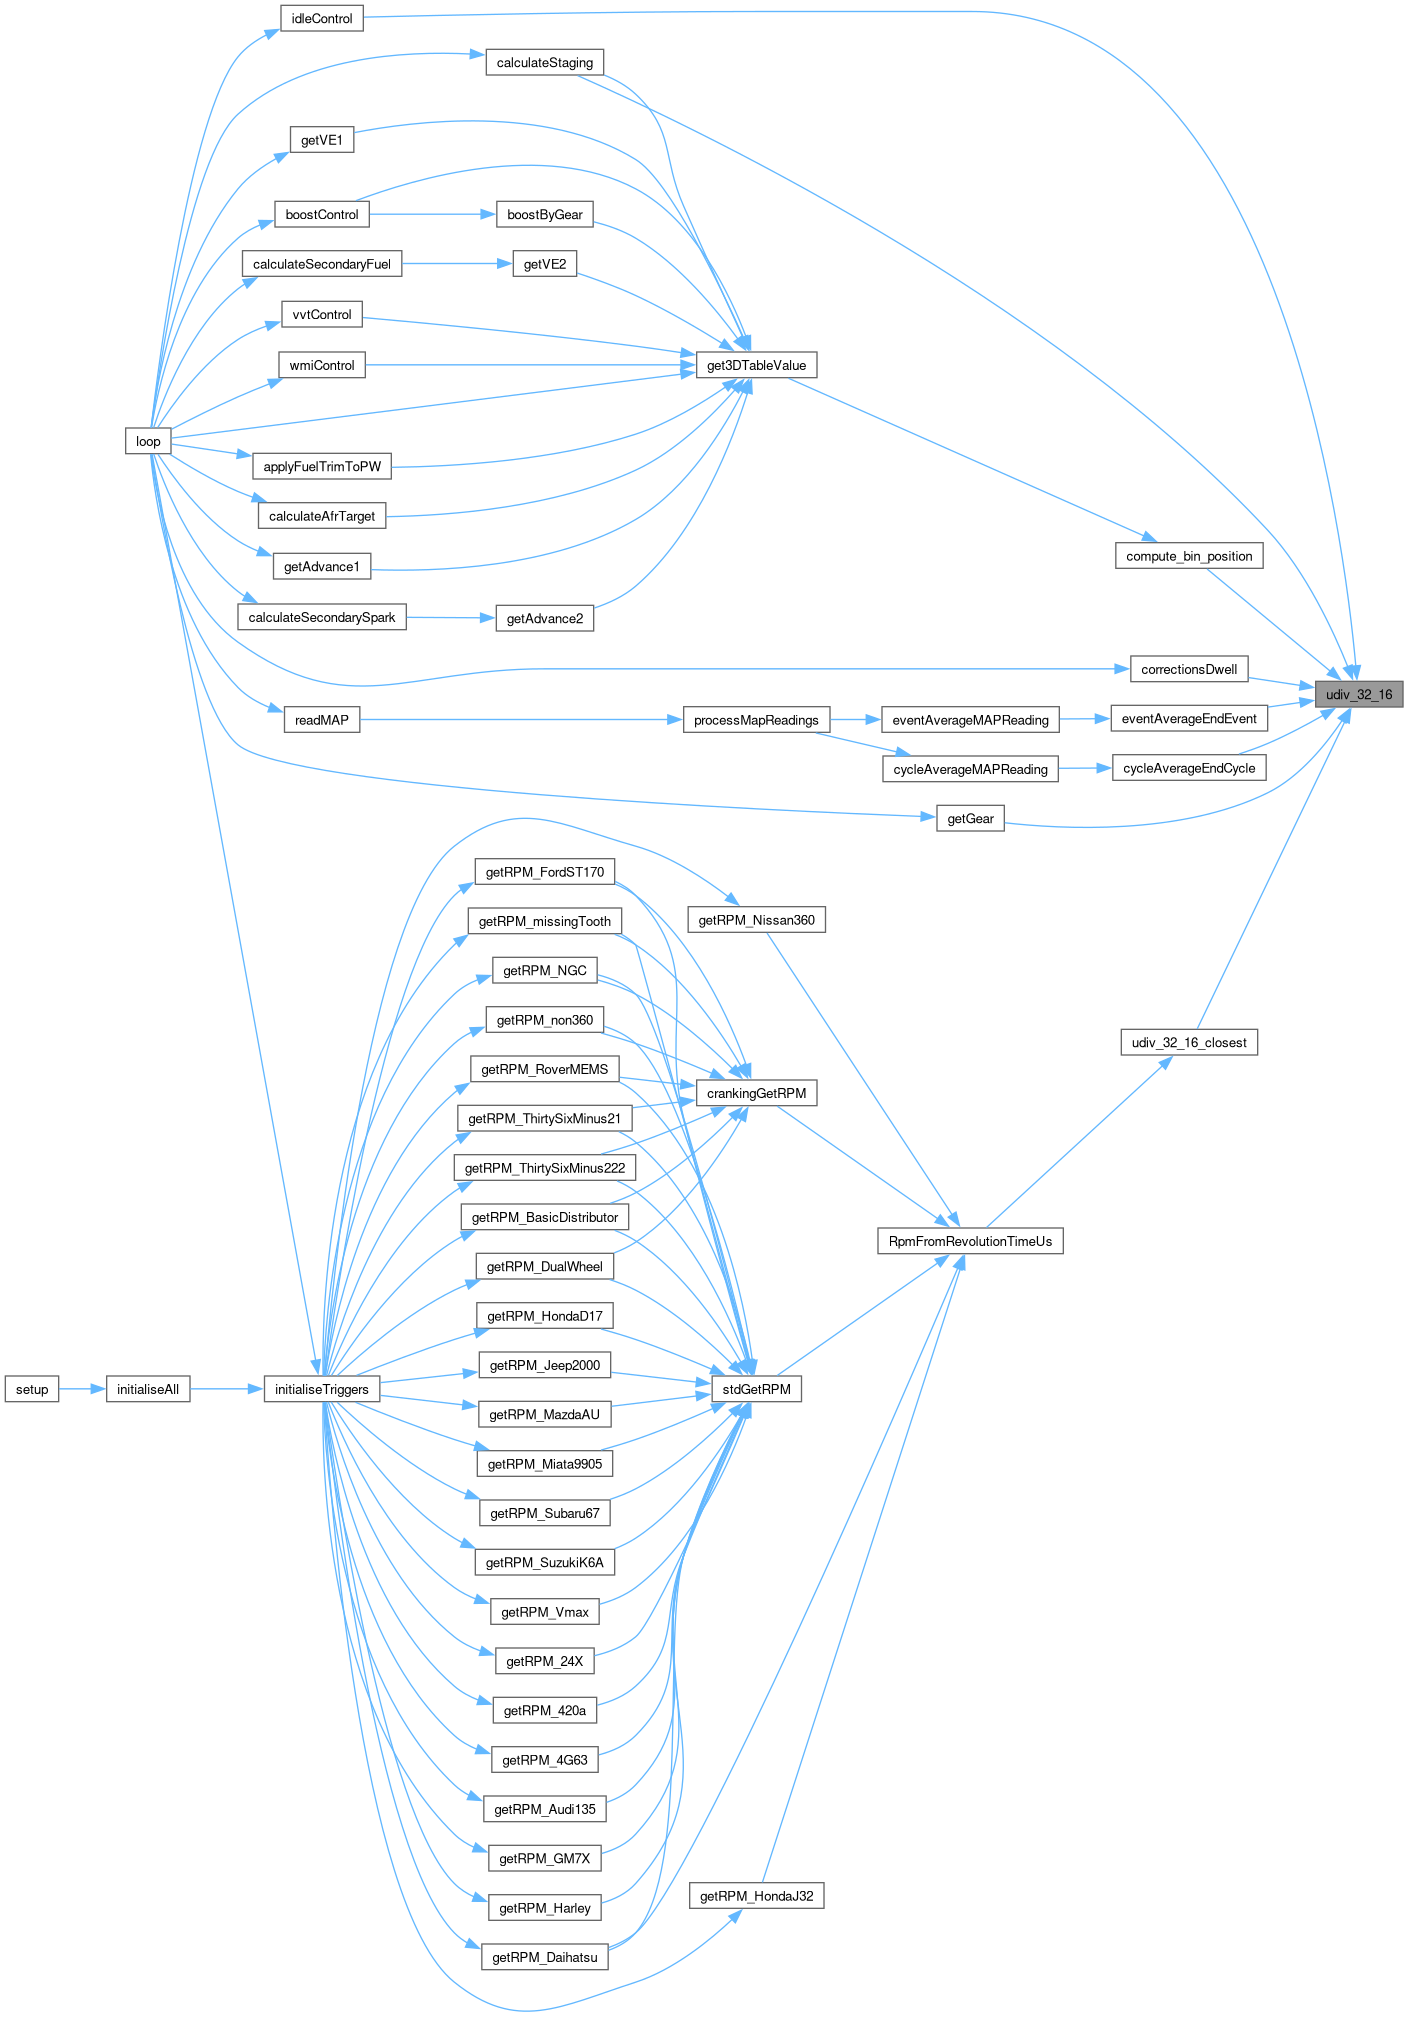 idleControl
calculateStaging
getVE1
boostControl
boostByGear
calculateSecondaryFuel
getVE2
vvtControl
wmiControl
get3DTableValue
loop
applyFuelTrimToPW
calculateAfrTarget
getAdvance1
compute_bin_position
calculateSecondarySpark
getAdvance2
correctionsDwell
udiv_32_16
readMAP
processMapReadings
eventAverageMAPReading
eventAverageEndEvent
cycleAverageMAPReading
cycleAverageEndCycle
getGear
getRPM_FordST170
getRPM_missingTooth
getRPM_Nissan360
getRPM_NGC
getRPM_non360
udiv_32_16_closest
getRPM_RoverMEMS
crankingGetRPM
getRPM_ThirtySixMinus21
getRPM_ThirtySixMinus222
getRPM_BasicDistributor
RpmFromRevolutionTimeUs
getRPM_DualWheel
getRPM_HondaD17
getRPM_Jeep2000
setup
initialiseAll
initialiseTriggers
stdGetRPM
getRPM_MazdaAU
getRPM_Miata9905
getRPM_Subaru67
getRPM_SuzukiK6A
getRPM_Vmax
getRPM_24X
getRPM_420a
getRPM_4G63
getRPM_Audi135
getRPM_GM7X
getRPM_HondaJ32
getRPM_Harley
getRPM_Daihatsu